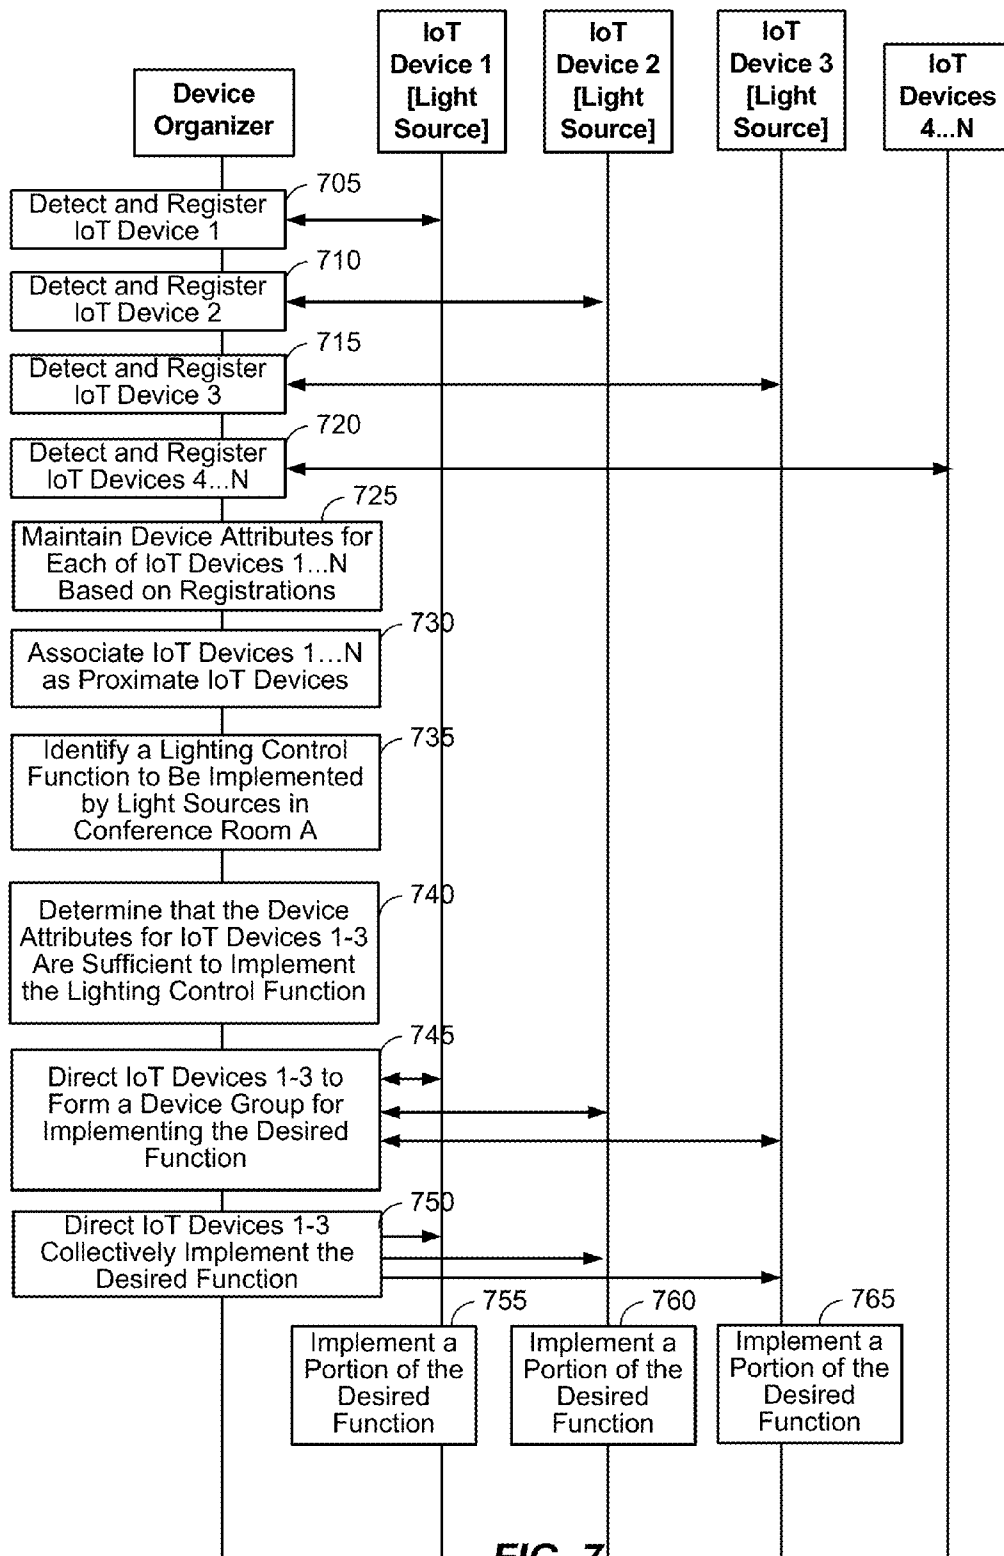 Device
Organizer
IoT
Device 1
[Light
Source]
IoT
Device 2
[Light
Source]
IoT
Device 3
[Light
Source]
IoT
Devices
4...N
705
Detect and Register
IoT Device 1
710
Detect and Register
IoT Device 2
715
Detect and Register
IoT Device 3
720
Detect and Register
IoT Devices 4...N
725
Maintain Device Attributes for
Each of IoT Devices 1...N
Based on Registrations
730
Associate IoT Devices 1...N
as Proximate IoT Devices
735
Identify a Lighting Control
Function to Be Implemented
by Light Sources in
Conference Room A
740
Determine that the Device
Attributes for IoT Devices 1-3
Are Sufficient to Implement
the Lighting Control Function
745
Direct IoT Devices 1-3 to
Form a Device Group for
Implementing the Desired
Function
750
Direct IoT Devices 1-3
Collectively Implement the
Desired Function
755
Implement a
Portion of the
Desired
Function
760
Implement a
Portion of the
Desired
Function
765
Implement a
Portion of the
Desired
Function
FIG. 7